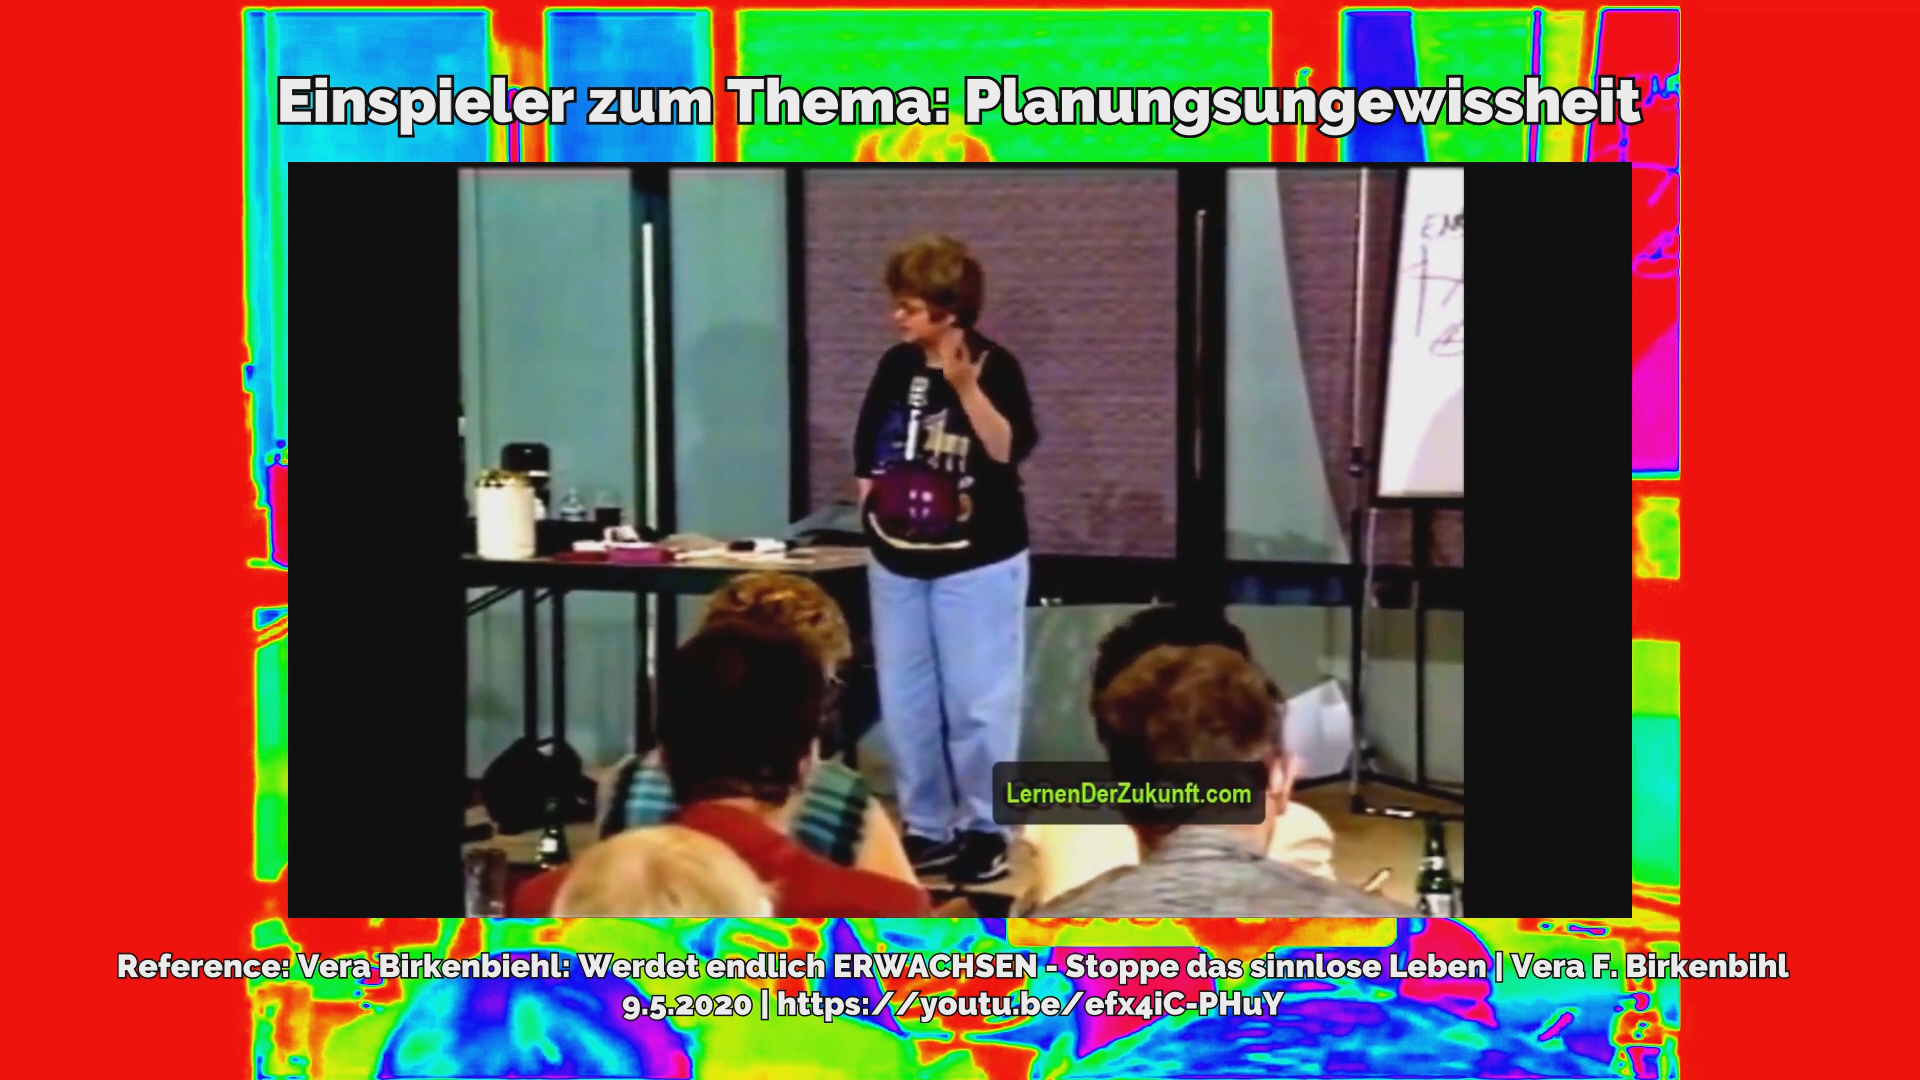 Einspieler zum Thema: Planungsungewissheit
LernenDerZukunft.com
Reference: Vera Birkenbiehl: Werdet endlich ERWACHSEN - Stoppe das sinnlose Leben | Vera F. Birkenbihl
9.5.2020 | https://youtu.be/efx4iC-PHuY